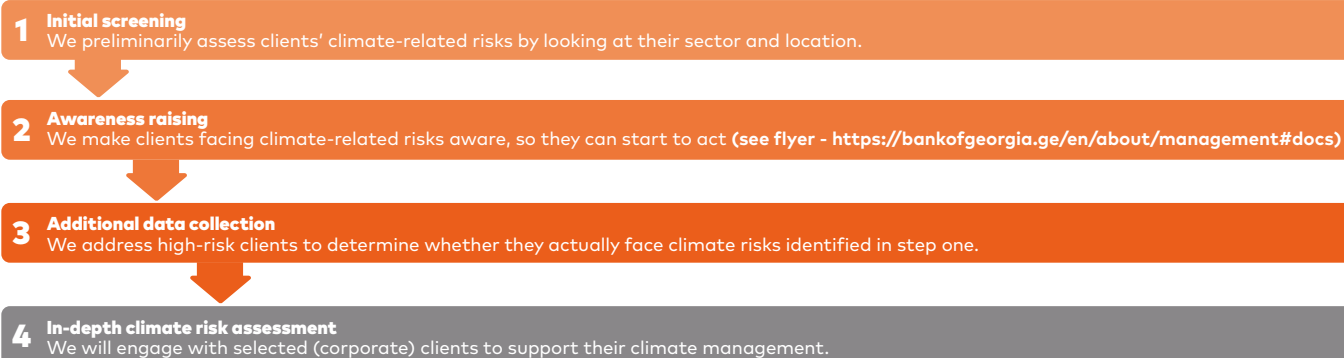 1 Initial screening
We preliminarily assess clients' climate-related risks by looking at their sector and location.
2 Awareness raising
We make clients facing climate-related risks aware, so they can start to act (see flyer - https://bankofgeorgia.ge/en/about/management#docs)
3 Additional data collection
We address high-risk clients to determine whether they actually face climate risks identified in step one.
4 In-depth climate risk assessment
We will engage with selected (corporate) clients to support their climate management.